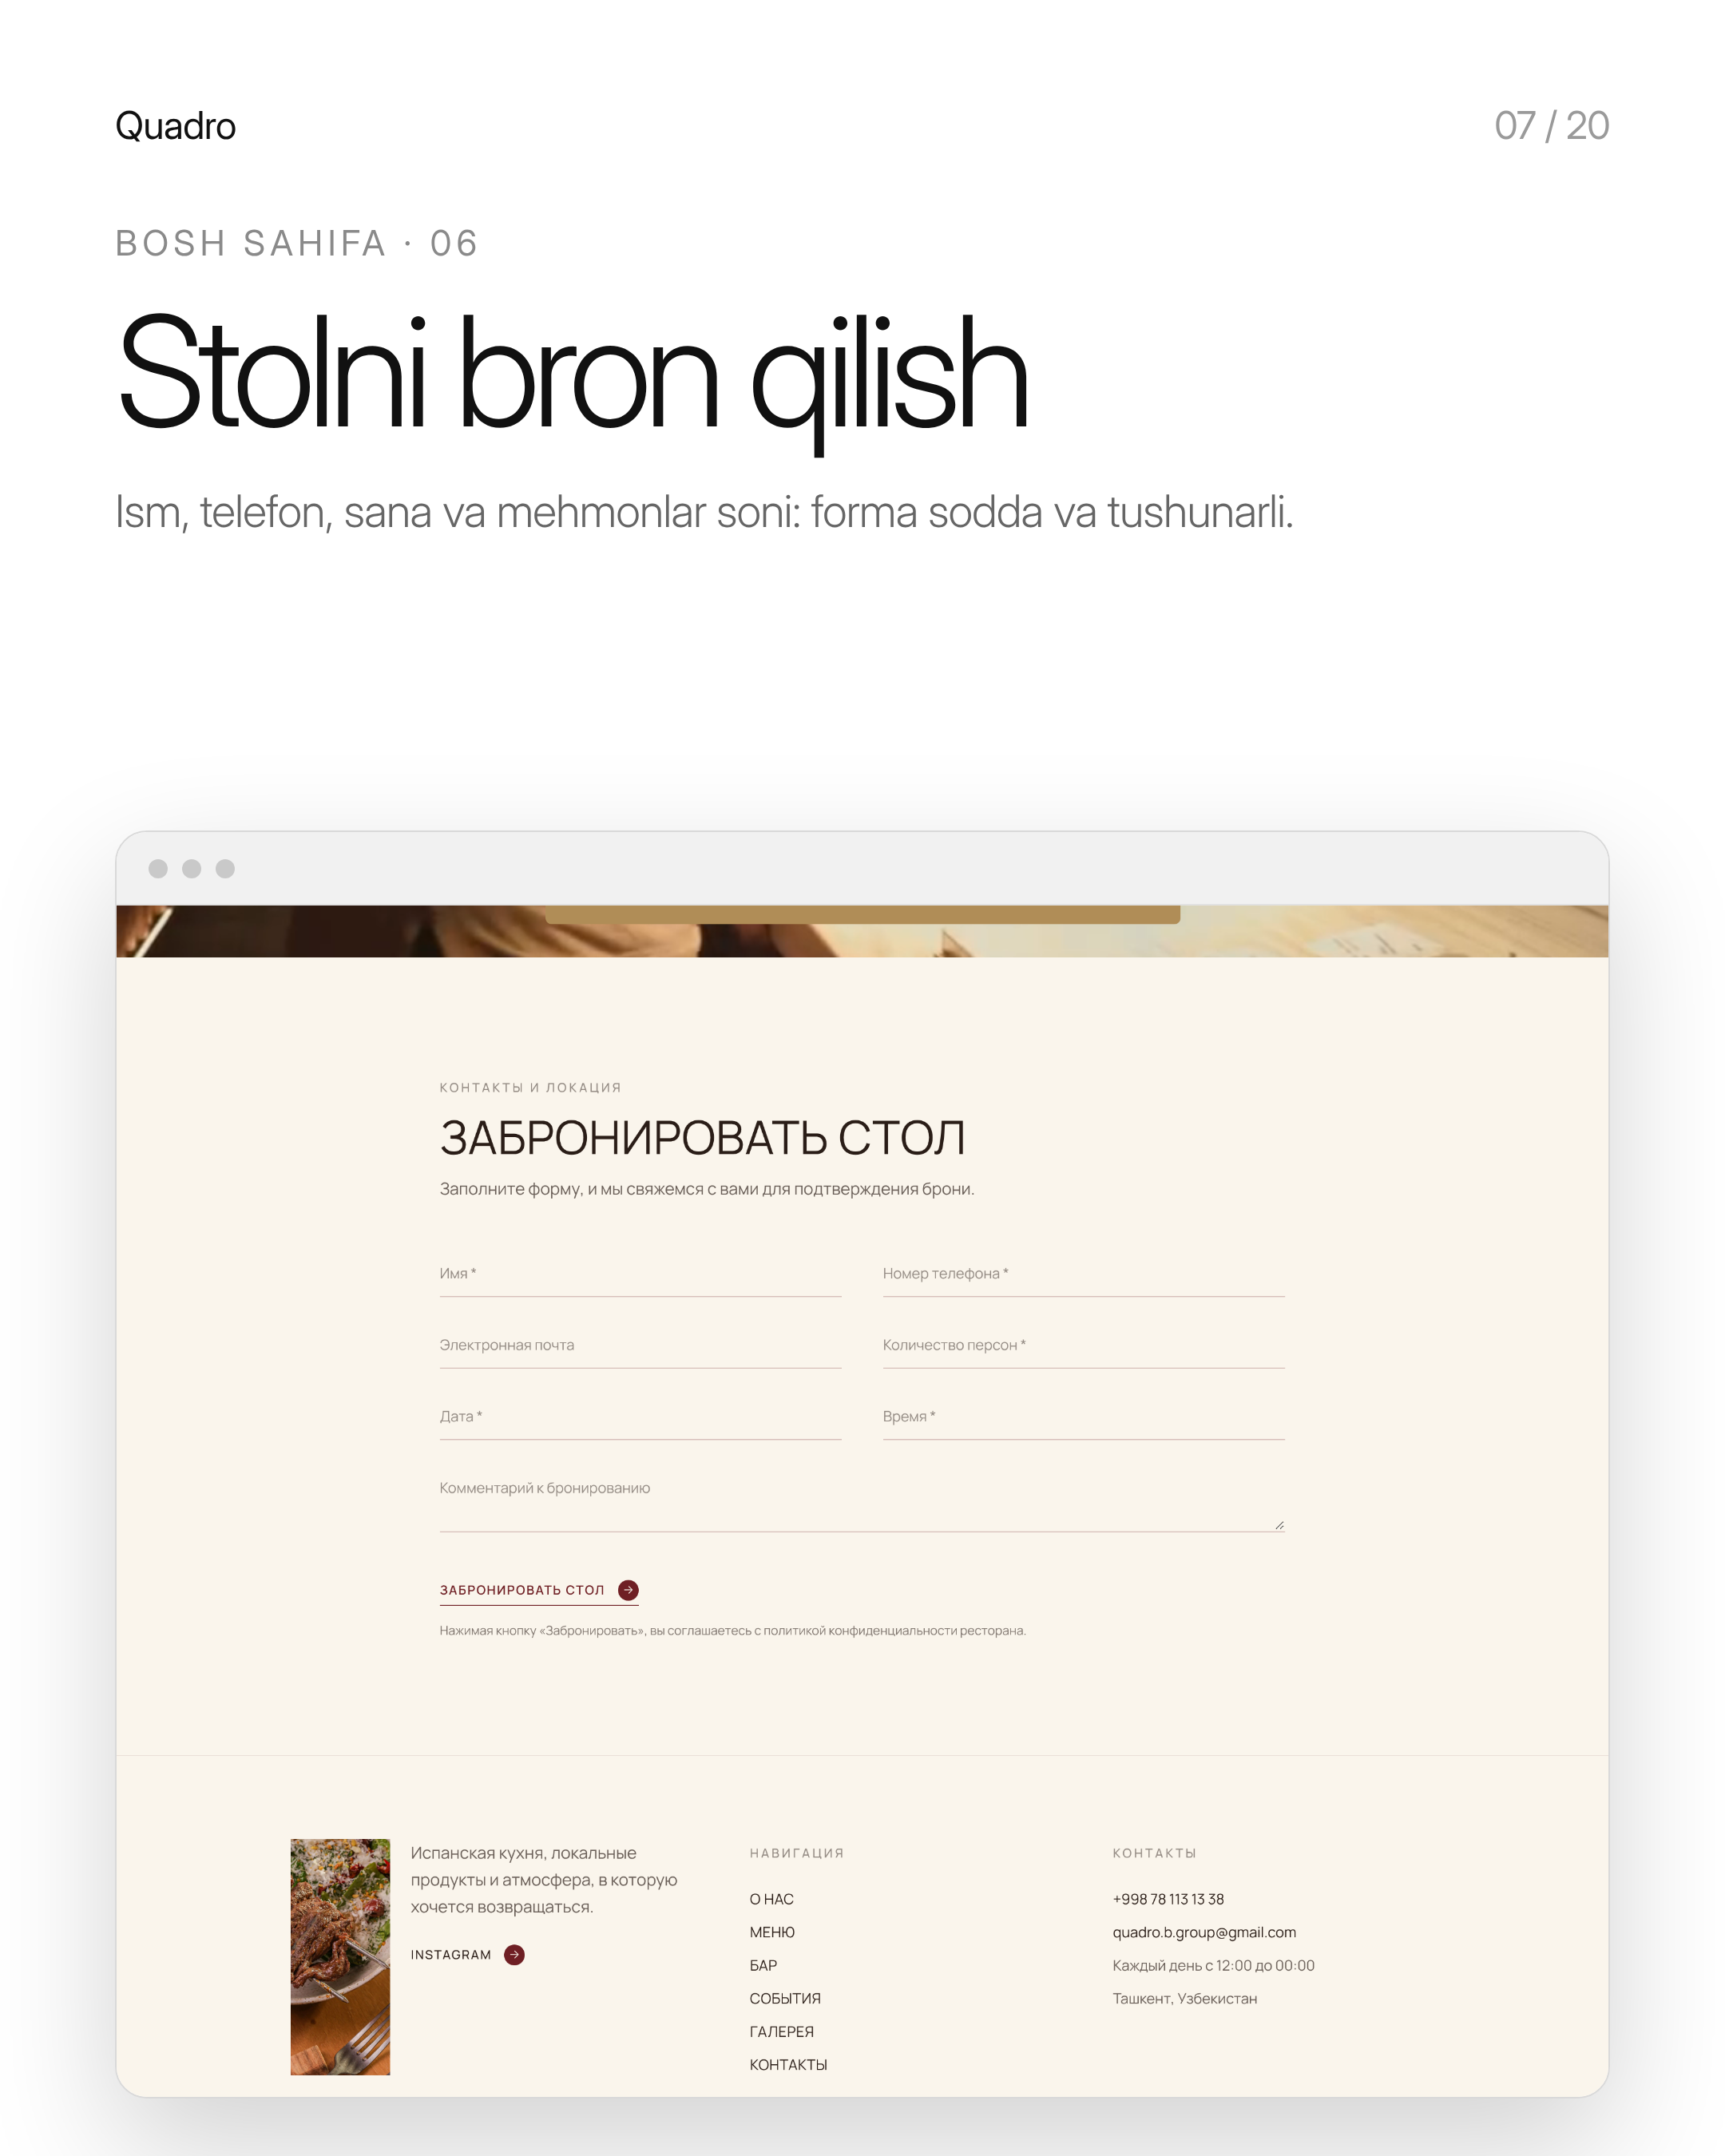 Quadro
07 / 20
BOSH SAHIFA · 06
Stolni bron qilish
Ism, telefon, sana va mehmonlar soni: forma sodda va tushunarli.
КОНТАКТЫ И ЛОКАЦИЯ
ЗАБРОНИРОВАТЬ СТОЛ
Заполните форму, и мы свяжемся с вами для подтверждения брони.
Имя *
Номер телефона *
Электронная почта
Количество персон *
Дата *
Время *
Комментарий к бронированию
ЗАБРОНИРОВАТЬ СТОЛ
Нажимая кнопку «Забронировать», вы соглашаетесь с политикой конфиденциальности ресторана.
Испанская кухня, локальные
продукты и атмосфера, в которую
хочется возвращаться.
INSTAGRAM
НАВИГАЦИЯ
О НАС
МЕНЮ
БАР
СОБЫТИЯ
ГАЛЕРЕЯ
КОНТАКТЫ
КОНТАКТЫ
+998 78 113 13 38
quadro.b.group@gmail.com
Каждый день с 12:00 до 00:00
Ташкент, Узбекистан